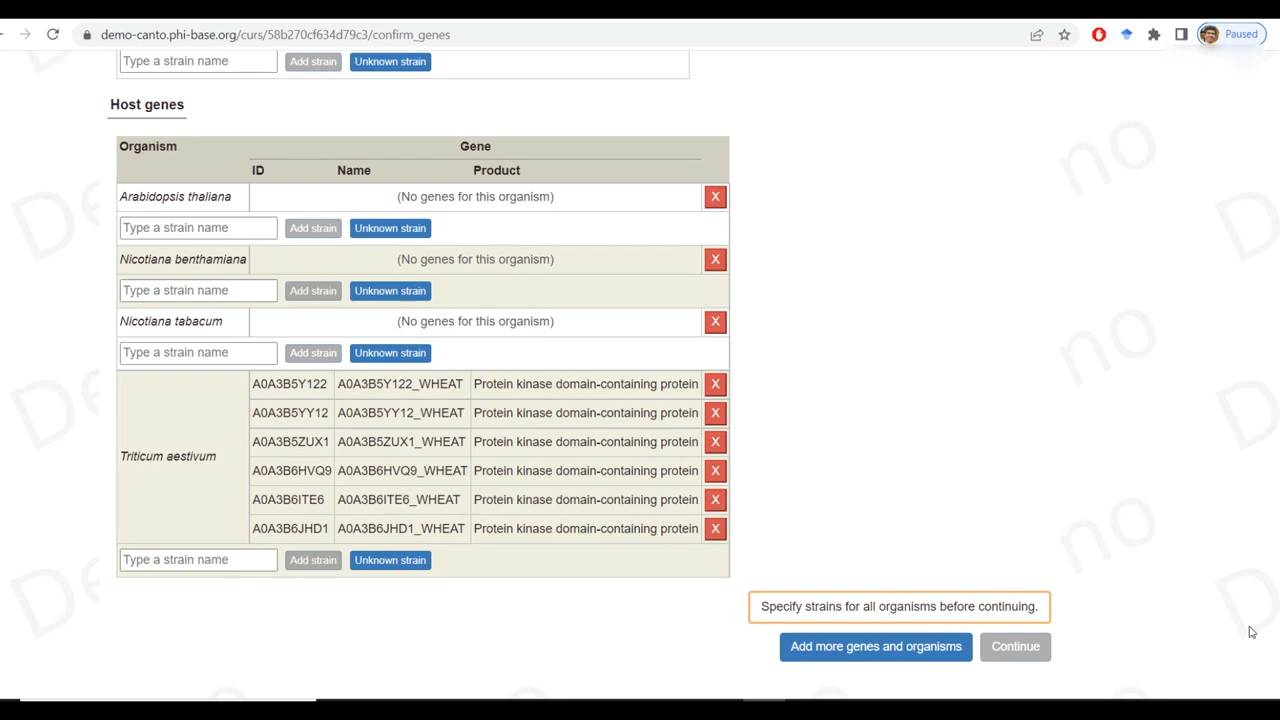 demo-canto.phi-base.org/curs/58b270cf634d79c3/confirm_genes
Paused
Type a strain name Add strain Unknown strain
Host genes
Organism Gene
ID Name Product
Arabidopsis thaliana (No genes for this organism) X
Type a strain name Add strain Unknown strain
Nicotiana benthamiana (No genes for this organism) X
Type a strain name Add strain Unknown strain
Nicotiana tabacum (No genes for this organism) X
Type a strain name Add strain Unknown strain
A0A3B5Y122 A0A3B5Y122_WHEAT Protein kinase domain-containing protein X
A0A3B5YY12 A0A3B5YY12_WHEAT Protein kinase domain-containing protein X
A0A3B5ZUX1 A0A3B5ZUX1_WHEAT Protein kinase domain-containing protein X
Triticum aestivum
A0A3B6HVQ9 A0A3B6HVQ9_WHEAT Protein kinase domain-containing protein X
A0A3B6ITE6 A0A3B6ITE6_WHEAT Protein kinase domain-containing protein X
A0A3B6JHD1 A0A3B6JHD1_WHEAT Protein kinase domain-containing protein X
Type a strain name Add strain Unknown strain
Specify strains for all organisms before continuing.
Add more genes and organisms Continue